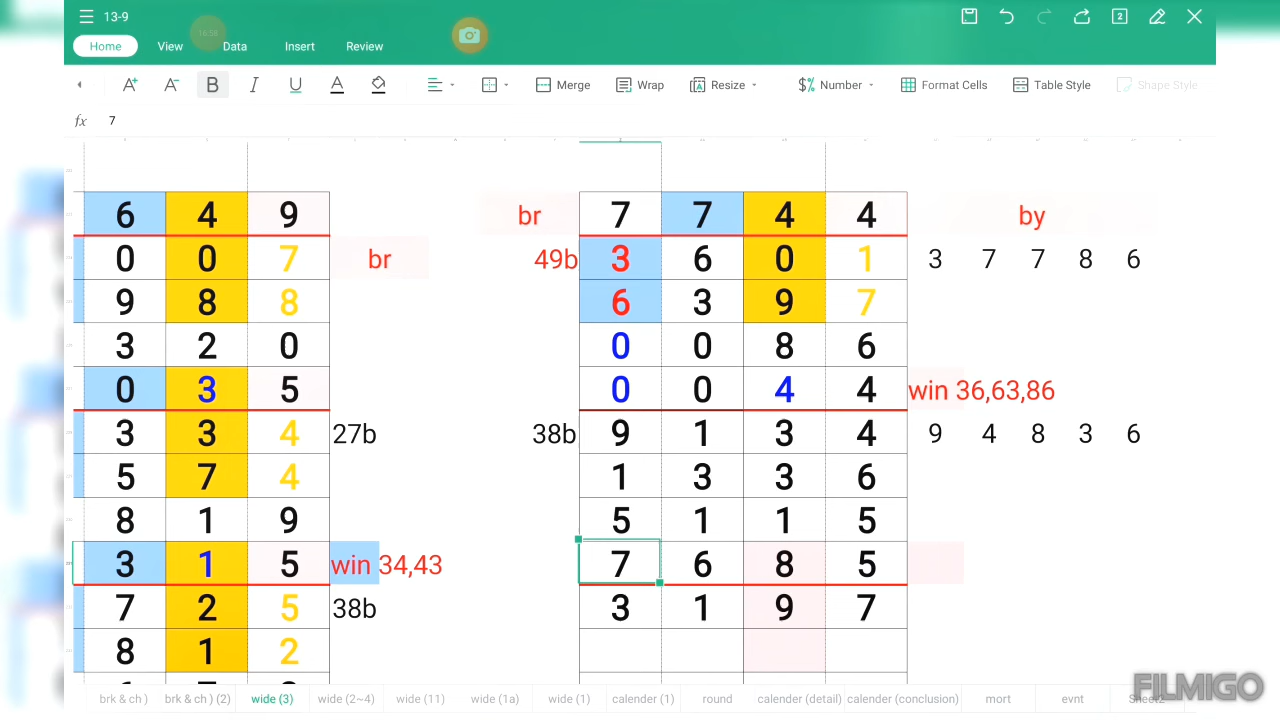 13-9
16:58
2
Home View Data Insert Review
A+ A- B I U A Merge Wrap Resize $% Number Format Cells Table Style Shape Style
fx 7
6 4 9 br 7 7 4 4 by
0 0 7 br 49b 3 6 0 1 3 7 7 8 6
9 8 8 6 3 9 7
3 2 0 0 0 8 6
0 3 5 0 0 4 4 win 36,63,86
3 3 4 27b 38b 9 1 3 4 9 4 8 3 6
5 7 4 1 3 3 6
8 1 9 5 1 1 5
3 1 5 win 34,43 7 6 8 5
7 2 5 38b 3 1 9 7
8 1 2
brk & ch ) brk & ch ) (2) wide (3) wide (2~4) wide (11) wide (1a) wide (1) calender (1) round calender (detail) calender (conclusion) mort evnt Sheet2
FILMIGO